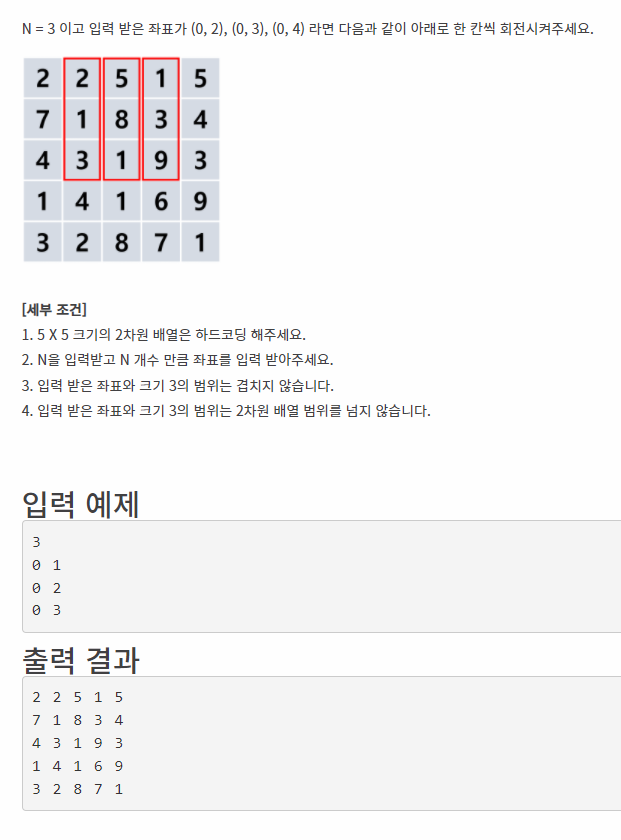 N = 3 이고 입력 받은 좌표가 (0, 2), (0, 3), (0, 4) 라면 다음과 같이 아래로 한 칸씩 회전시켜주세요.
2 2 5 1 5
7 1 8 3 4
4 3 1 9 3
1 4 1 6 9
3 2 8 7 1
[세부 조건]
1. 5 X 5 크기의 2차원 배열은 하드코딩 해주세요.
2. N을 입력받고 N 개수 만큼 좌표를 입력 받아주세요.
3. 입력 받은 좌표와 크기 3의 범위는 겹치지 않습니다.
4. 입력 받은 좌표와 크기 3의 범위는 2차원 배열 범위를 넘지 않습니다.
입력 예제
3
0 1
0 2
0 3
출력 결과
2 2 5 1 5
7 1 8 3 4
4 3 1 9 3
1 4 1 6 9
3 2 8 7 1